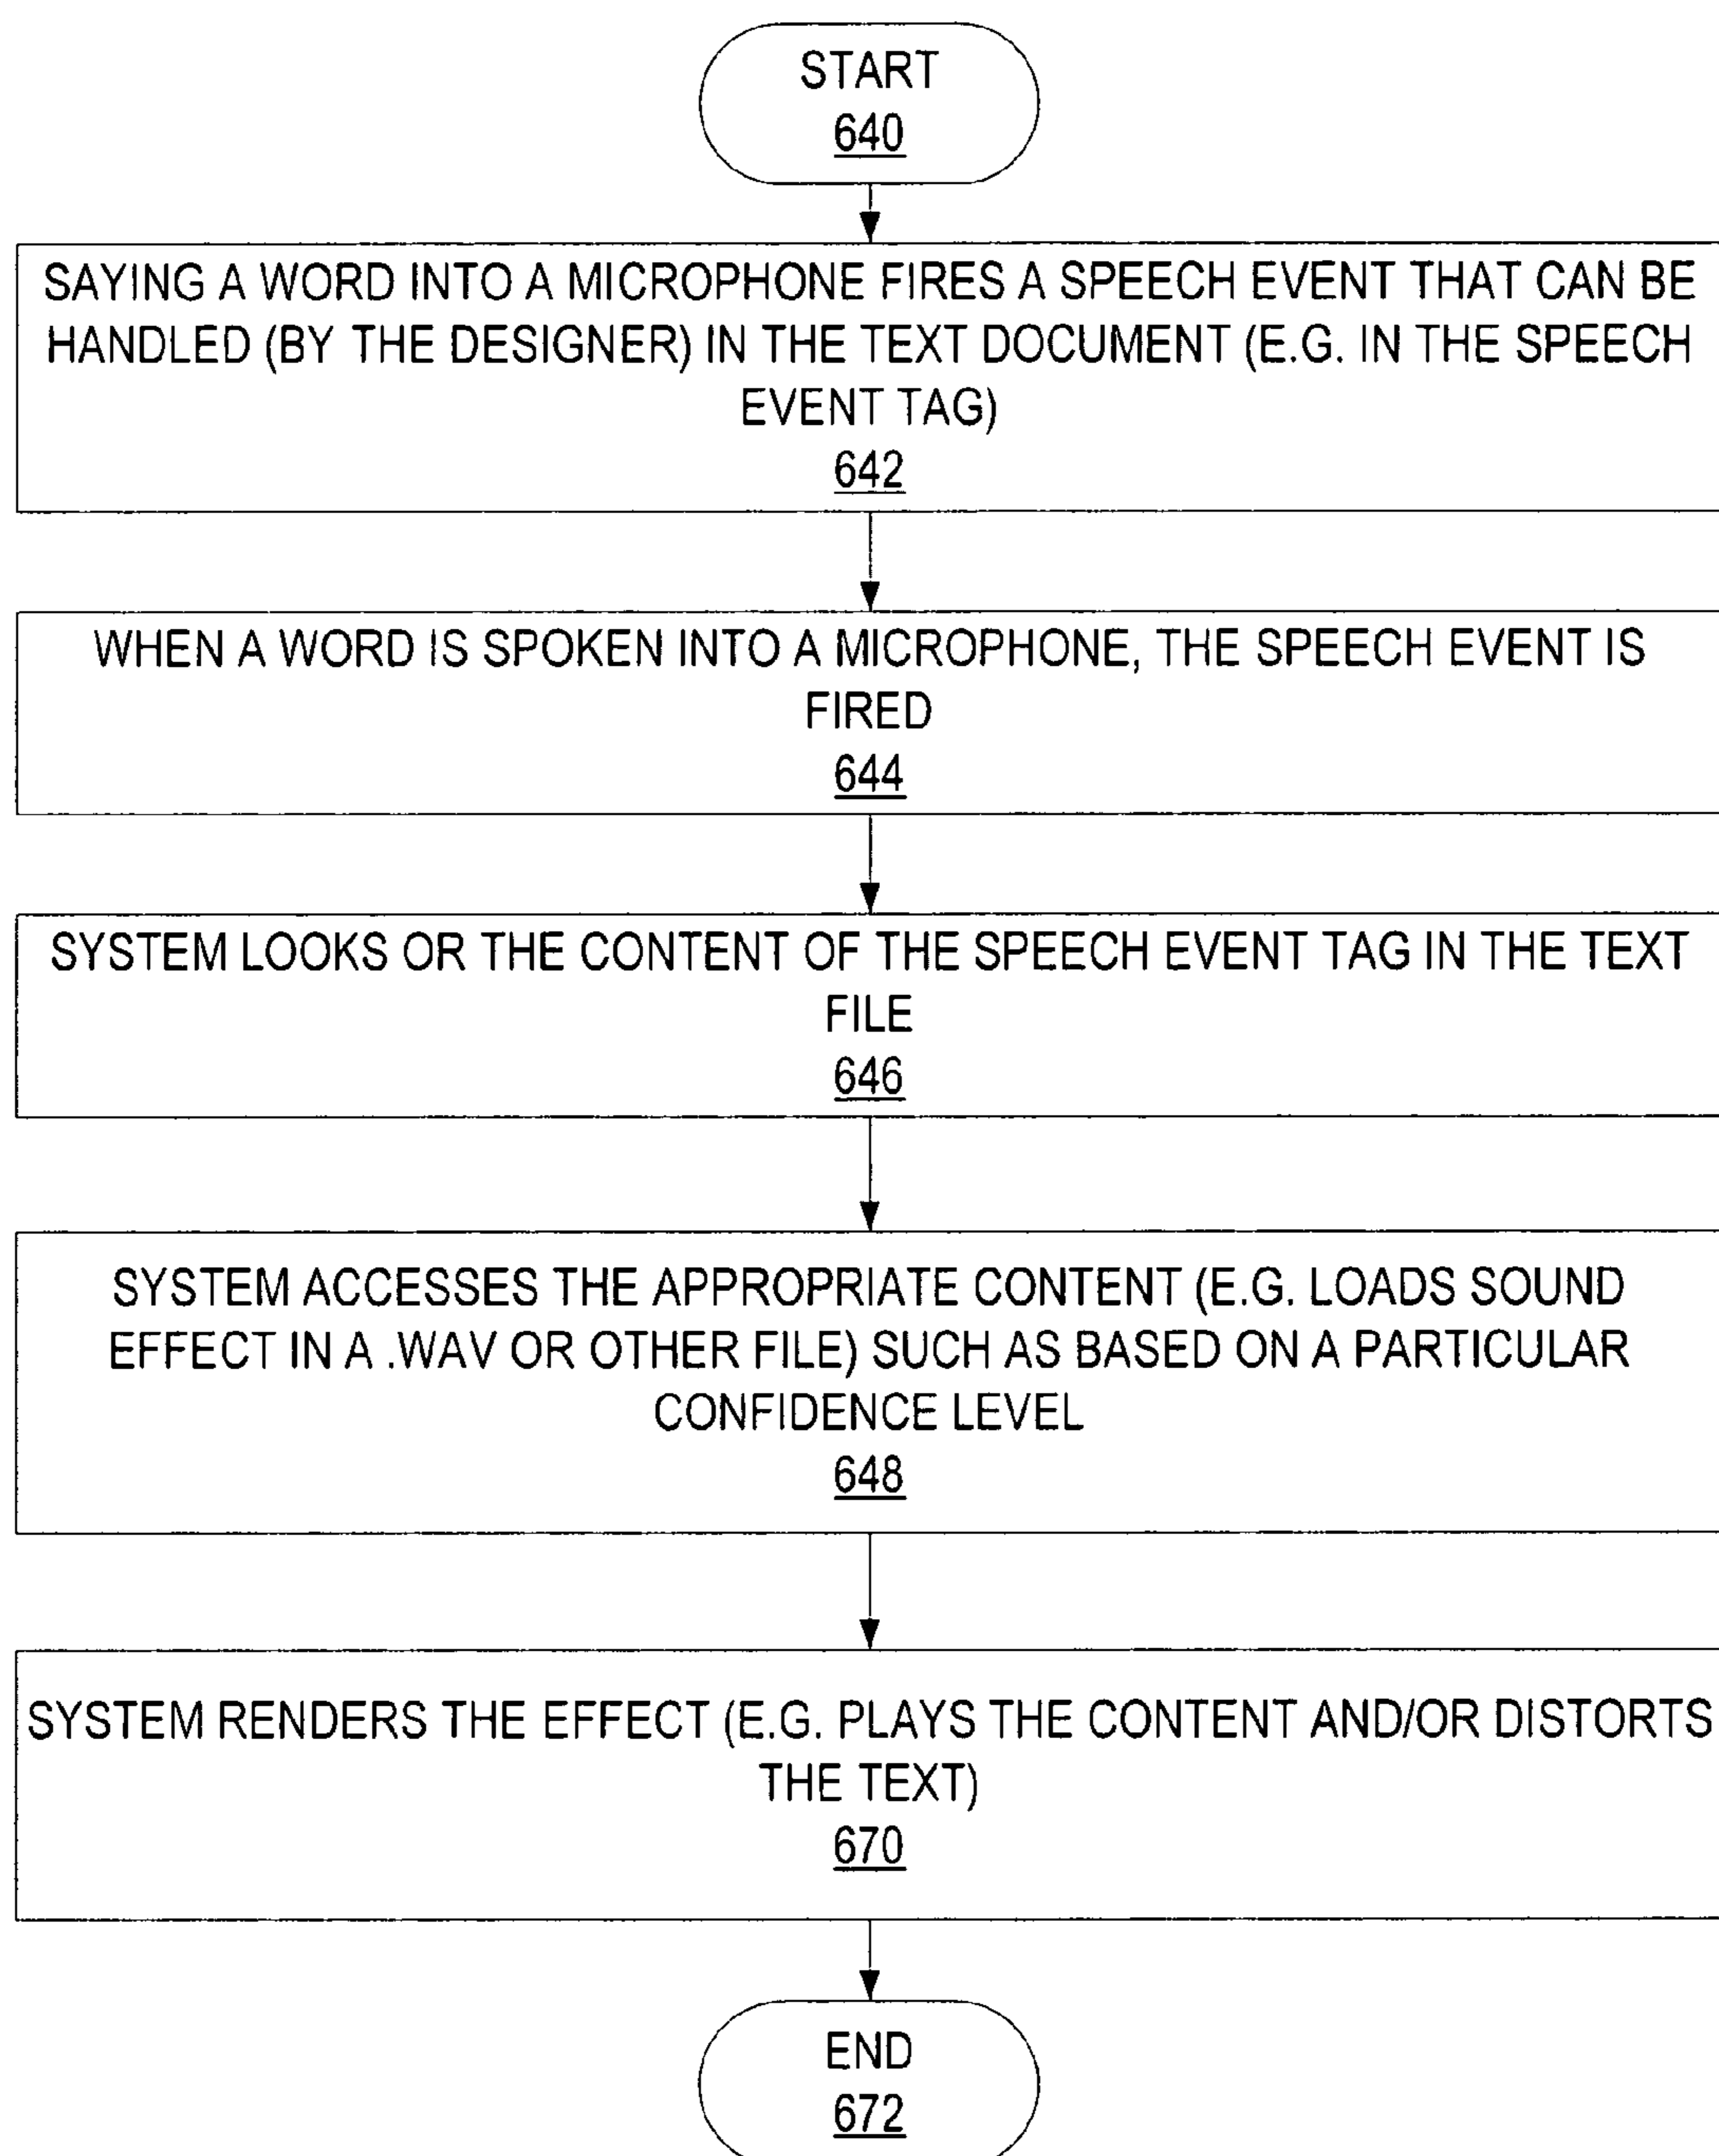 START
640
SAYING A WORD INTO A MICROPHONE FIRES A SPEECH EVENT THAT CAN BE
HANDLED (BY THE DESIGNER) IN THE TEXT DOCUMENT (E.G. IN THE SPEECH
EVENT TAG)
642
WHEN A WORD IS SPOKEN INTO A MICROPHONE, THE SPEECH EVENT IS
FIRED
644
SYSTEM LOOKS OR THE CONTENT OF THE SPEECH EVENT TAG IN THE TEXT
FILE
646
SYSTEM ACCESSES THE APPROPRIATE CONTENT (E.G. LOADS SOUND
EFFECT IN A .WAV OR OTHER FILE) SUCH AS BASED ON A PARTICULAR
CONFIDENCE LEVEL
648
SYSTEM RENDERS THE EFFECT (E.G. PLAYS THE CONTENT AND/OR DISTORTS
THE TEXT)
670
END
672